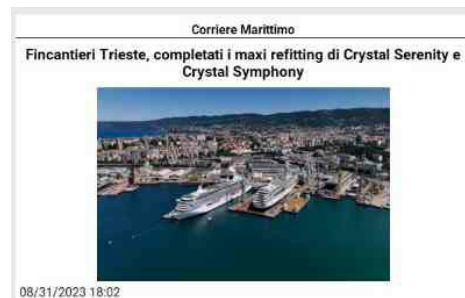 Corriere Marittimo
Fincantieri Trieste, completati i maxi refitting di Crystal Serenity e
Crystal Symphony
08/31/2023 18:02